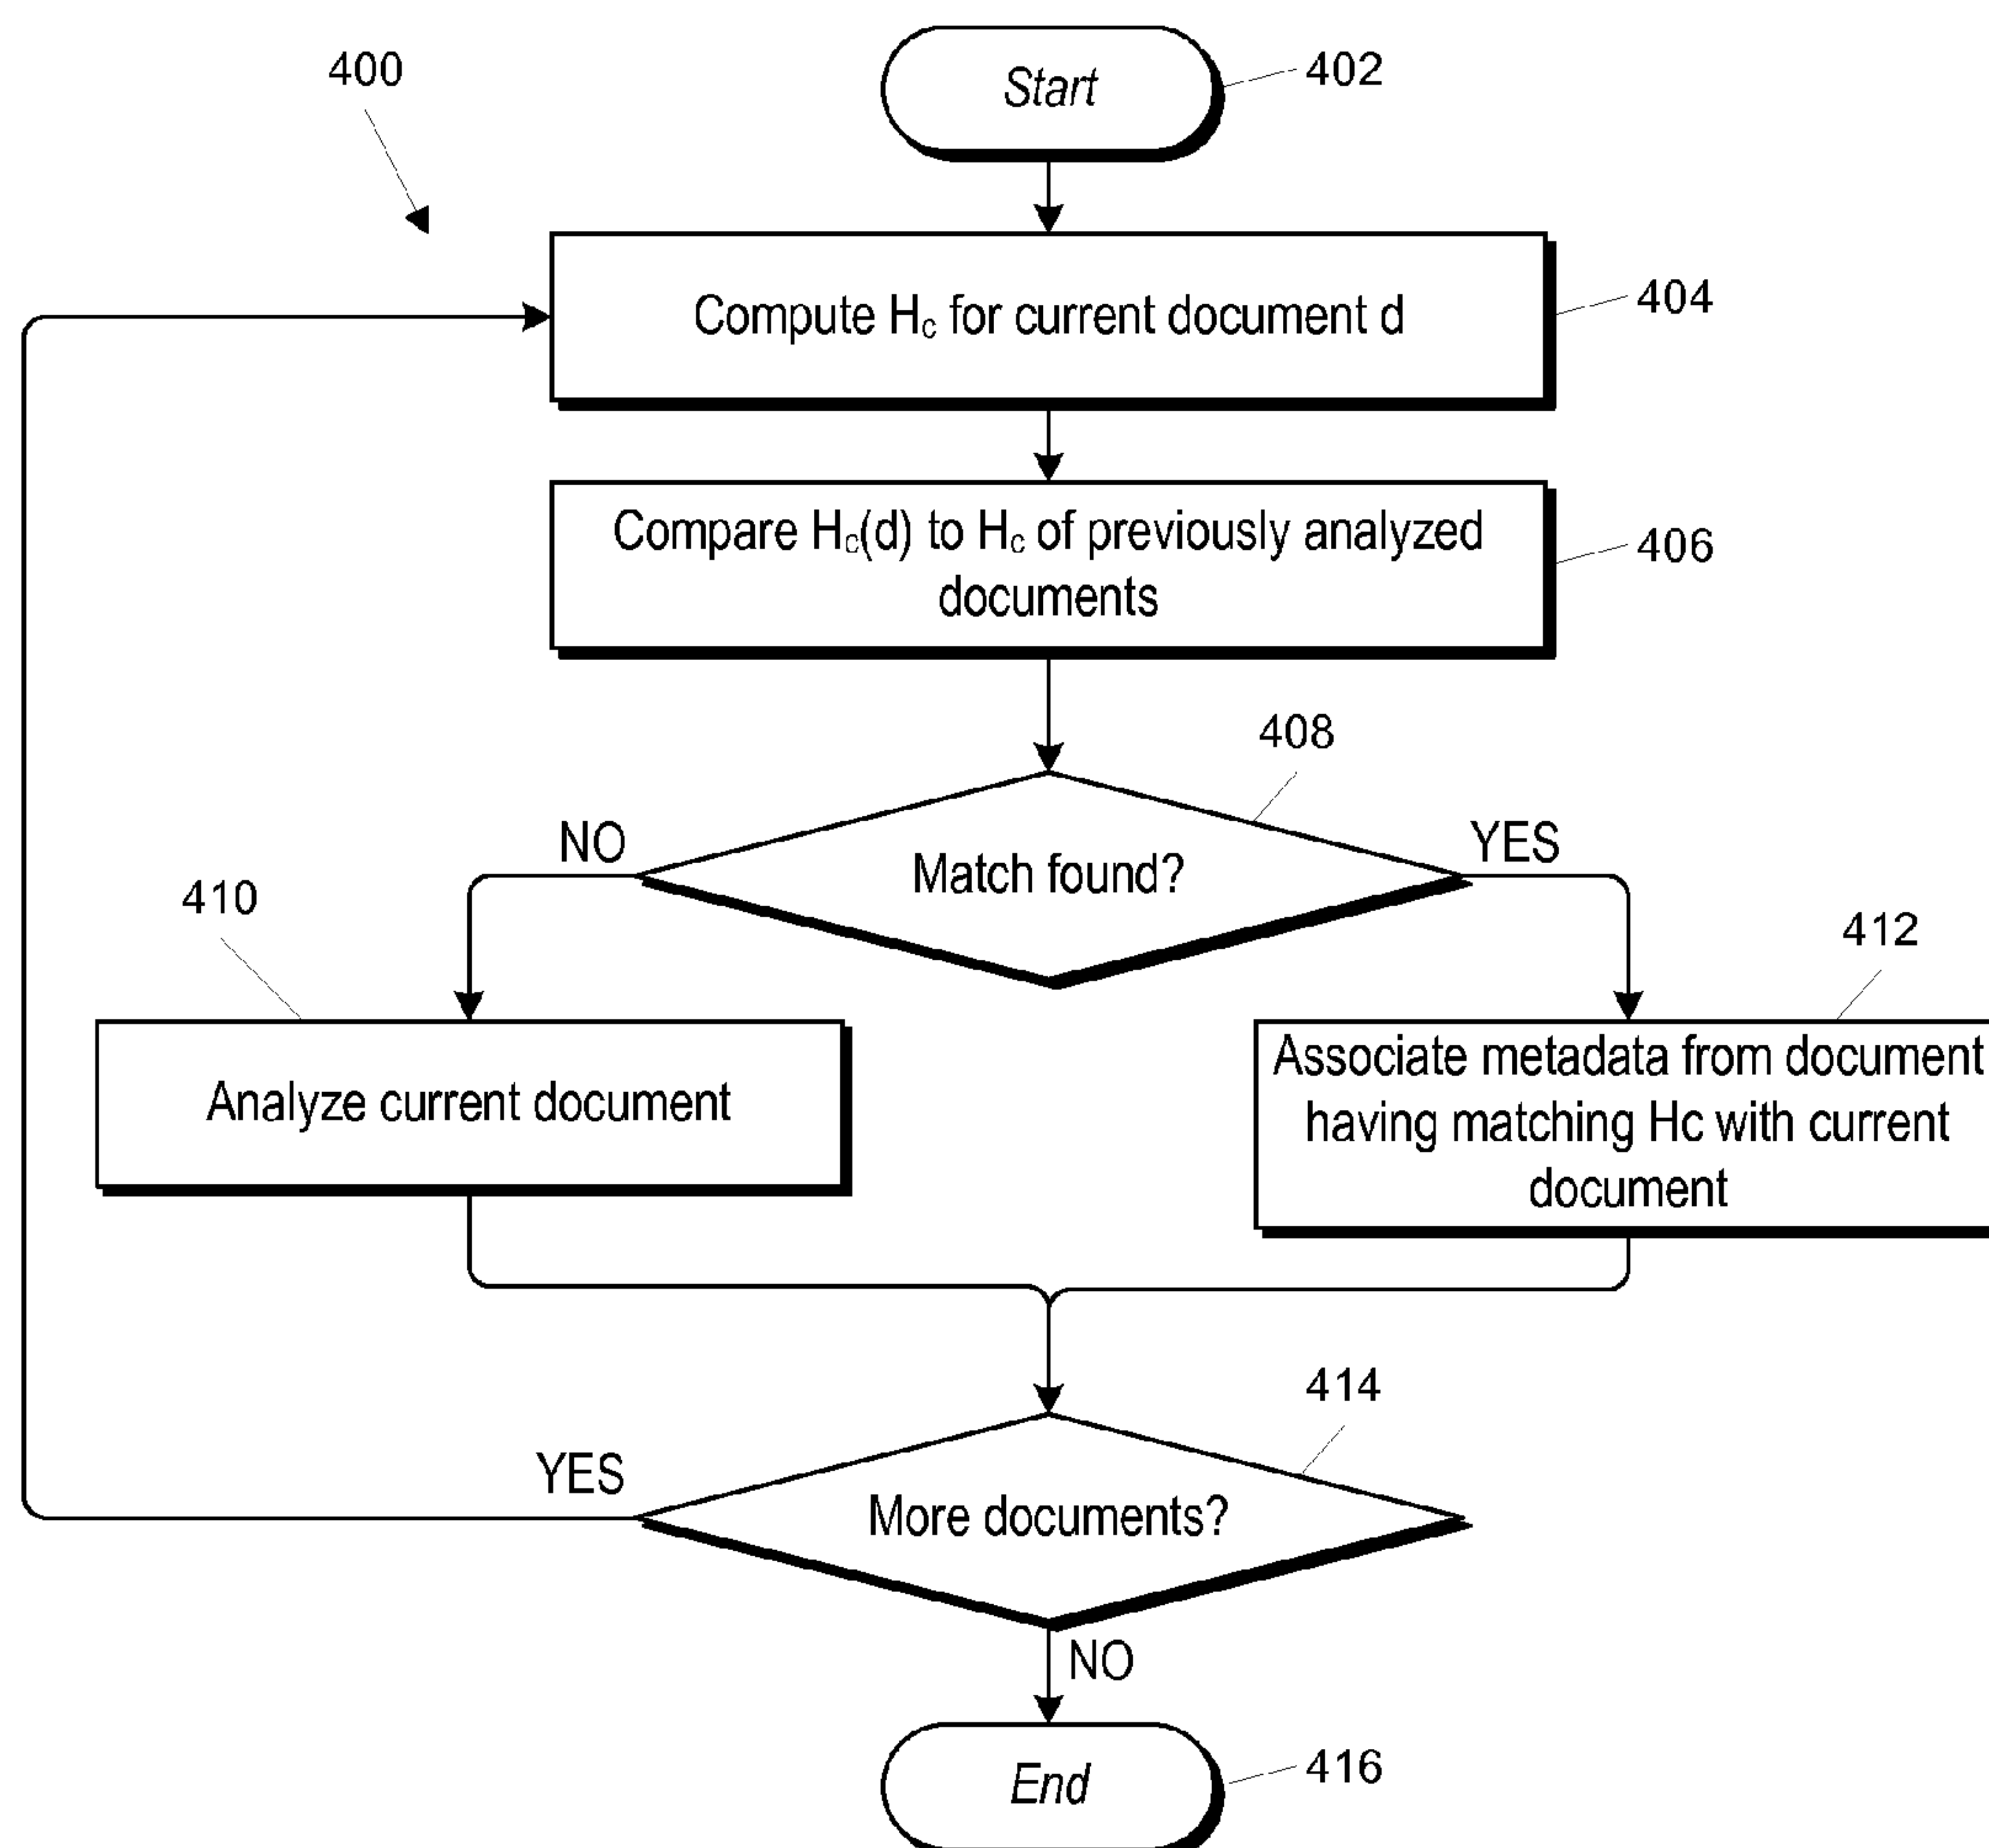 400
Start
402
Compute Hc for current document d
404
Compare Hc(d) to Hc of previously analyzed
documents
406
408
NO
Match found?
YES
410
412
Analyze current document
Associate metadata from document
having matching Hc with current
document
414
YES
More documents?
NO
End
416